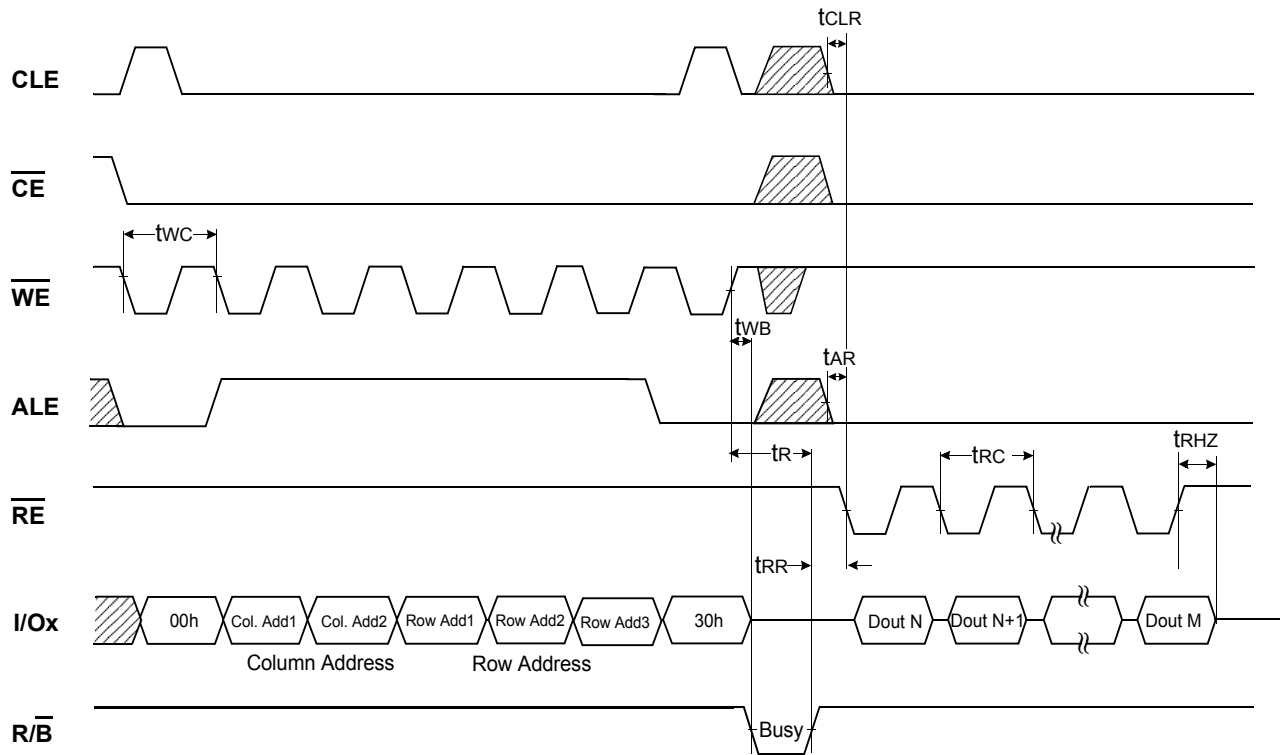 tCLR
CLE
CE
tWC
WE
tWB
tAR
ALE
tR
tRC
tRHZ
RE
tRR
I/Ox
00h Col. Add1 Col. Add2 Row Add1 Row Add2 Row Add3 30h Dout N Dout N+1 Dout M
Column Address Row Address
R/B
Busy